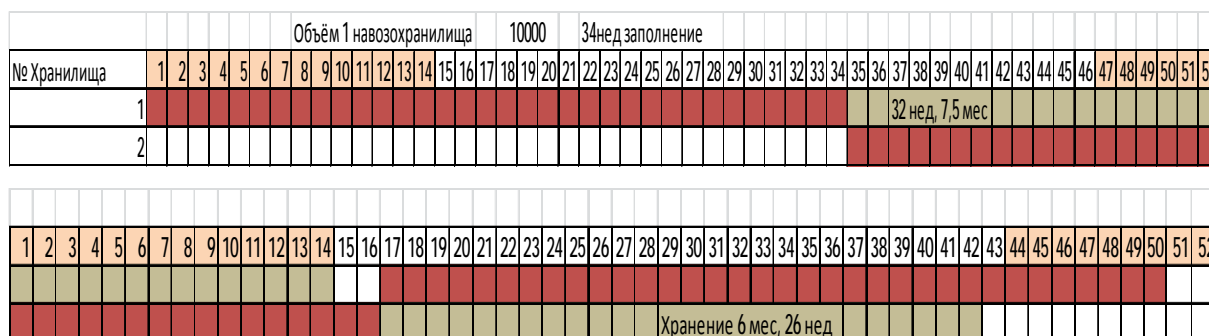 Объём 1 навозохранилища 10000 34нед заполнение
№ Хранилища 1 2 3 4 5 6 7 8 9 10 11 12 13 14 15 16 17 18 19 20 21 22 23 24 25 26 27 28 29 30 31 32 33 34 35 36 37 38 39 40 41 42 43 44 45 46 47 48 49 50 51 5
1 32 нед, 7,5 мес
2
1 2 3 4 5 6 7 8 9 10 11 12 13 14 15 16 17 18 19 20 21 22 23 24 25 26 27 28 29 30 31 32 33 34 35 36 37 38 39 40 41 42 43 44 45 46 47 48 49 50 51 52
Хранение 6 мес, 26 нед